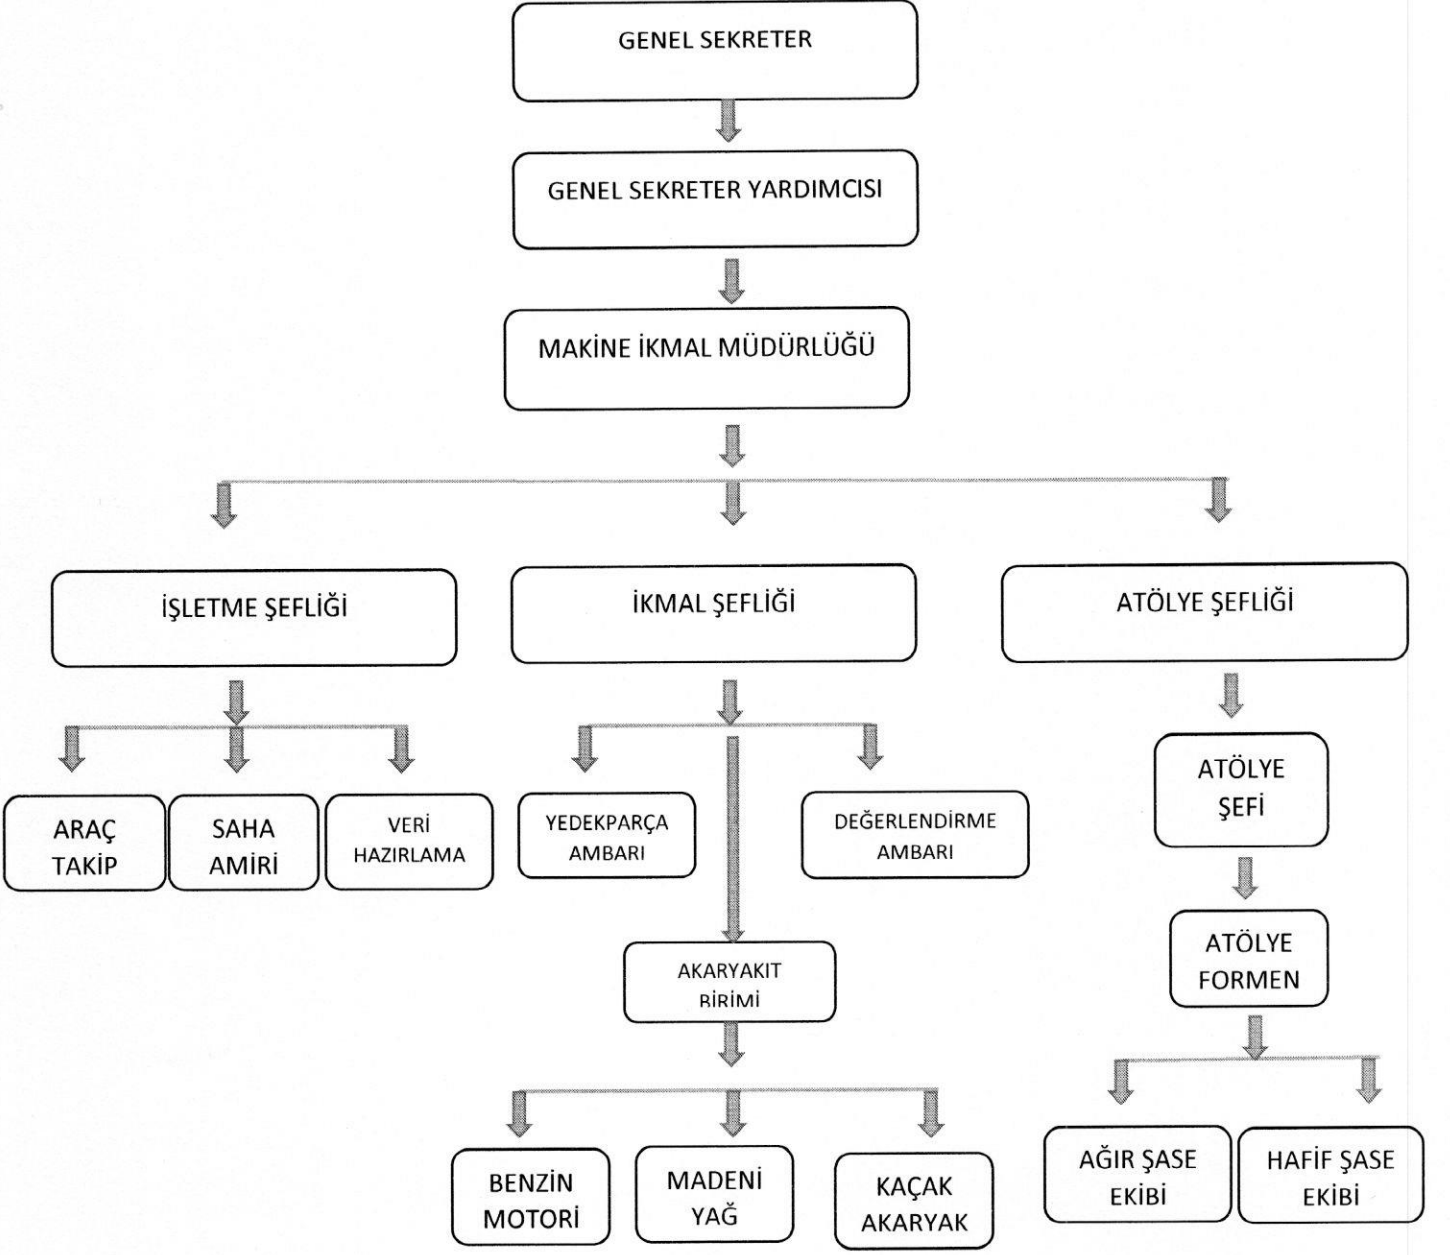 GENEL SEKRETER
GENEL SEKRETER YARDIMCISI
MAKİNE İKMAL MÜDÜRLÜĞÜ
İŞLETME ŞEFLİĞİ
İKMAL ŞEFLİĞİ
ATÖLYE ŞEFLİĞİ
ARAÇ
TAKİP
SAHA
AMİRİ
VERİ
HAZIRLAMA
YEDEKPARÇA
AMBARI
DEĞERLENDİRME
AMBARI
ATÖLYE
ŞEFİ
AKARYAKIT
BİRİMİ
ATÖLYE
FORMEN
BENZİN
MOTORİ
MADENİ
YAĞ
KAÇAK
AKARYAK
AĞIR ŞASE
EKİBİ
HAFİF ŞASE
EKİBİ